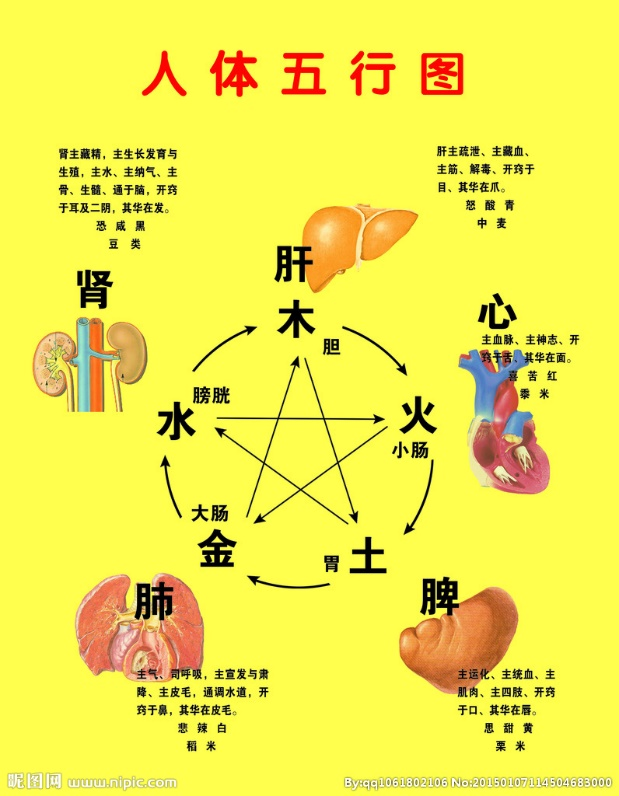 人体五行图
肾主藏精，主生长发育与
生殖，主水、主纳气、主
骨、生髓、通于脑，开窍
于耳及二阴，其华在发。
恐 咸 黑
豆 类
肝主疏泄、主藏血、
主筋、解毒、开窍于
目、其华在爪。
怒 酸 青
中 麦
肝
木
胆
肾
心
主血脉、主神志、开
窍于舌、其华在面。
喜 苦 红
黍 米
膀胱
水
火
小肠
大肠
金
胃
土
肺
脾
主气、司呼吸，主宣发与肃
降、主皮毛，通调水道，开
窍于鼻，其华在皮毛。
悲 辣 白
稻 米
主运化、主统血、主
肌肉、主四肢、开窍
于口、其华在唇。
思 甜 黄
栗 米
昵图网 www.nipic.com
By:qq1061802106 No:20150107114504683000